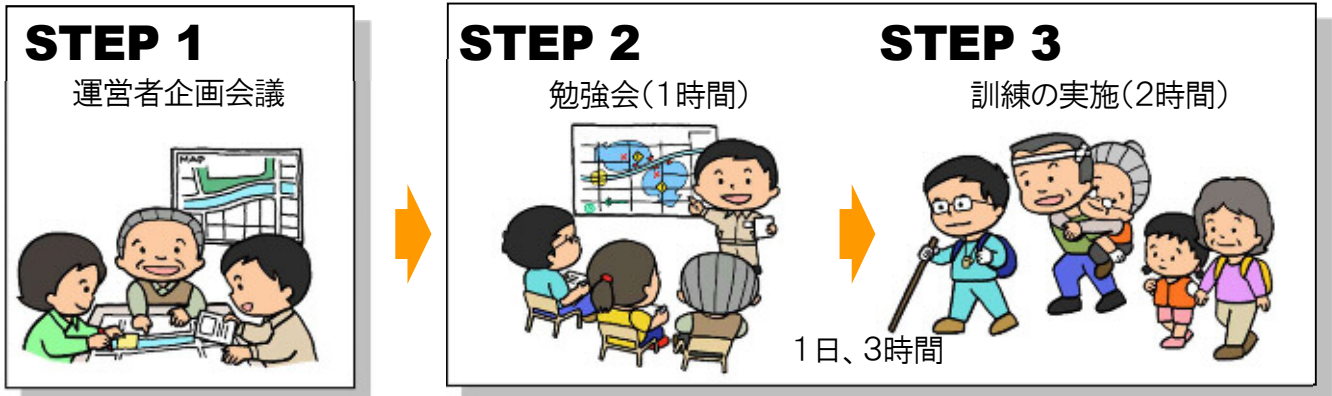 STEP 1
運営者企画会議
MAP
STEP 2
勉強会(1時間)
STEP 3
訓練の実施(2時間)
1日、3時間